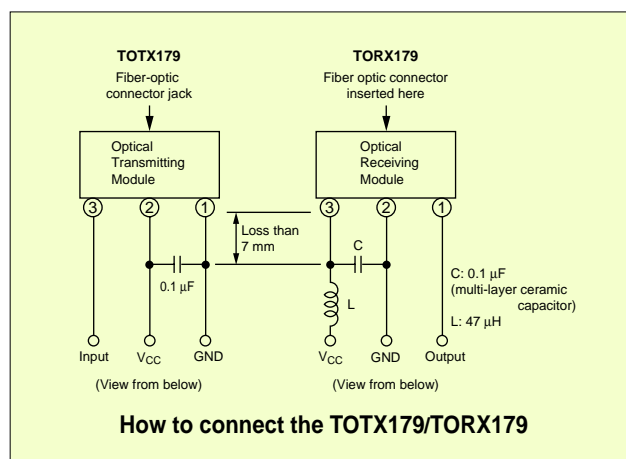 TOTX179
Fiber-optic
connector jack
Optical
Transmitting
Module
3
2
1
0.1 μF
Input
VCC
GND
(View from below)
Loss than
7 mm
TORX179
Fiber optic connector
inserted here
Optical
Receiving
Module
3
2
1
C
L
VCC
GND
Output
(View from below)
C: 0.1 μF
(multi-layer ceramic
capacitor)
L: 47 μH
How to connect the TOTX179/TORX179